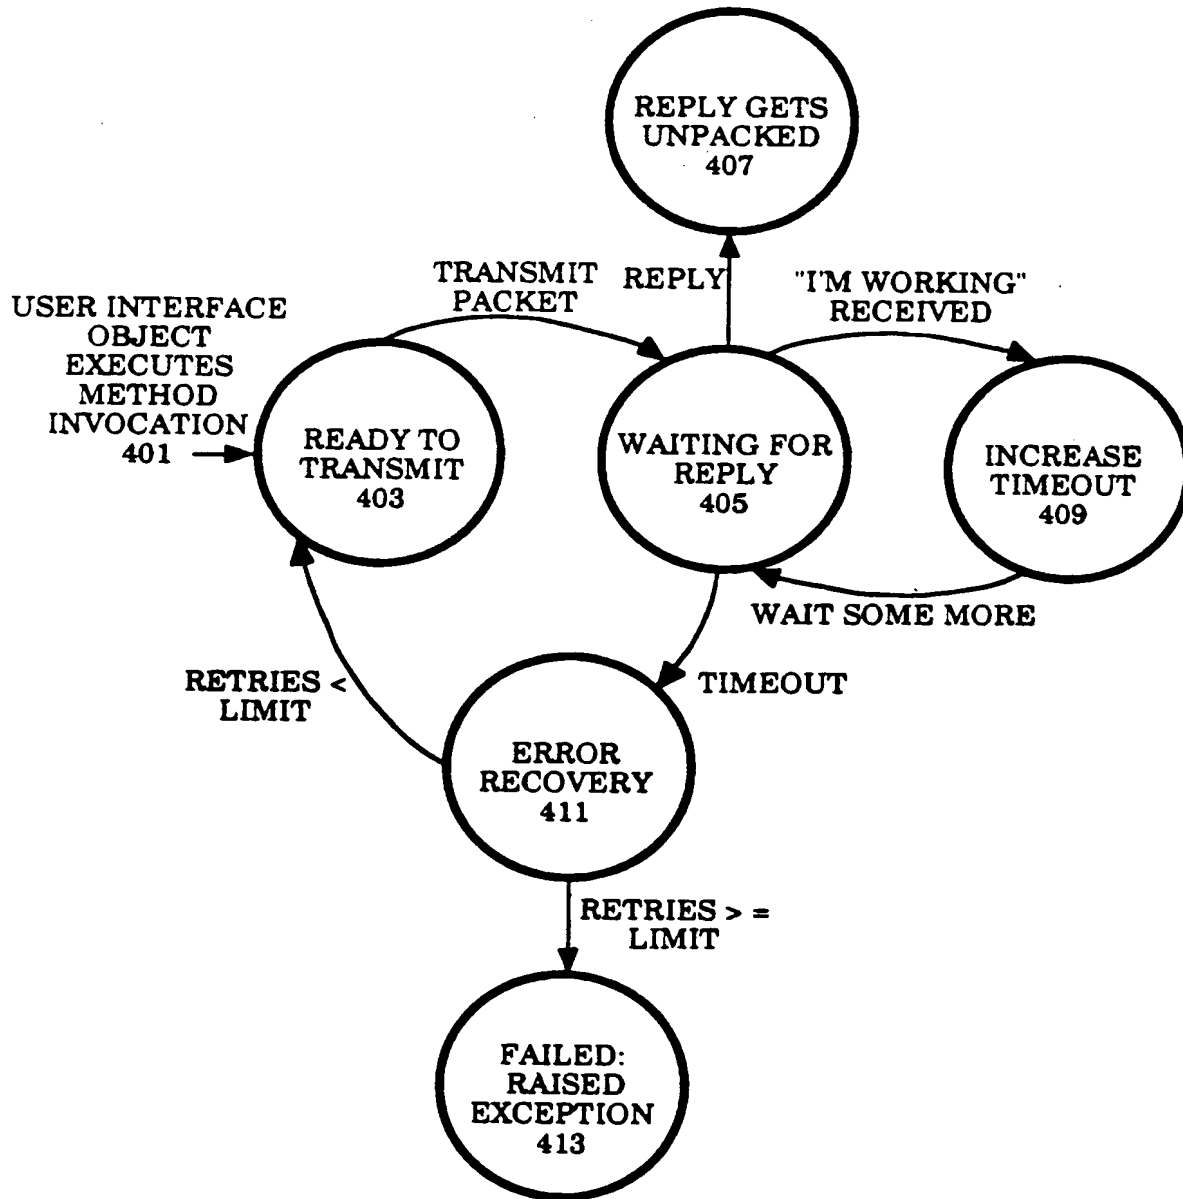 REPLY GETS
UNPACKED
407
TRANSMIT
PACKET
REPLY
"I'M WORKING"
RECEIVED
USER INTERFACE
OBJECT
EXECUTES
METHOD
INVOCATION
401
READY TO
TRANSMIT
403
WAITING FOR
REPLY
405
INCREASE
TIMEOUT
409
WAIT SOME MORE
RETRIES <
LIMIT
TIMEOUT
ERROR
RECOVERY
411
RETRIES > =
LIMIT
FAILED:
RAISED
EXCEPTION
413